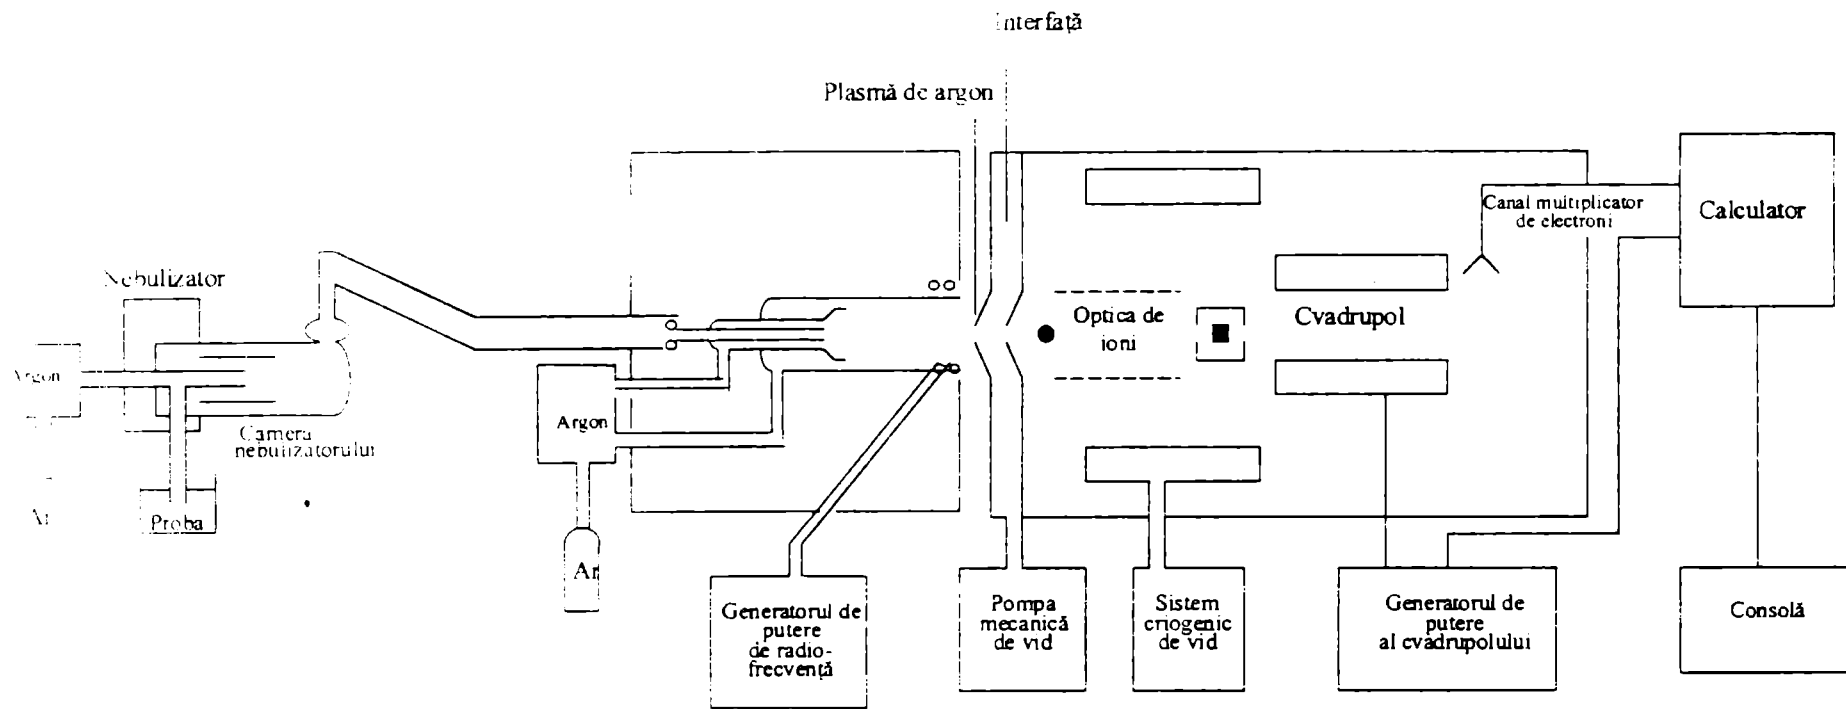 Interfață
Plasmă de argon
Nebulizator
Argon
Camera
nebulizatorului
Proba
Argon
Ar
Generatorul de
putere
de radio-
frecvență
Pompa
mecanică
de vid
Sistem
criogenic
de vid
Generatorul de
putere
al cvadrupolului
Optica de
ioni
Cvadrupol
Canal multiplicator
de electroni
Calculator
Consolă